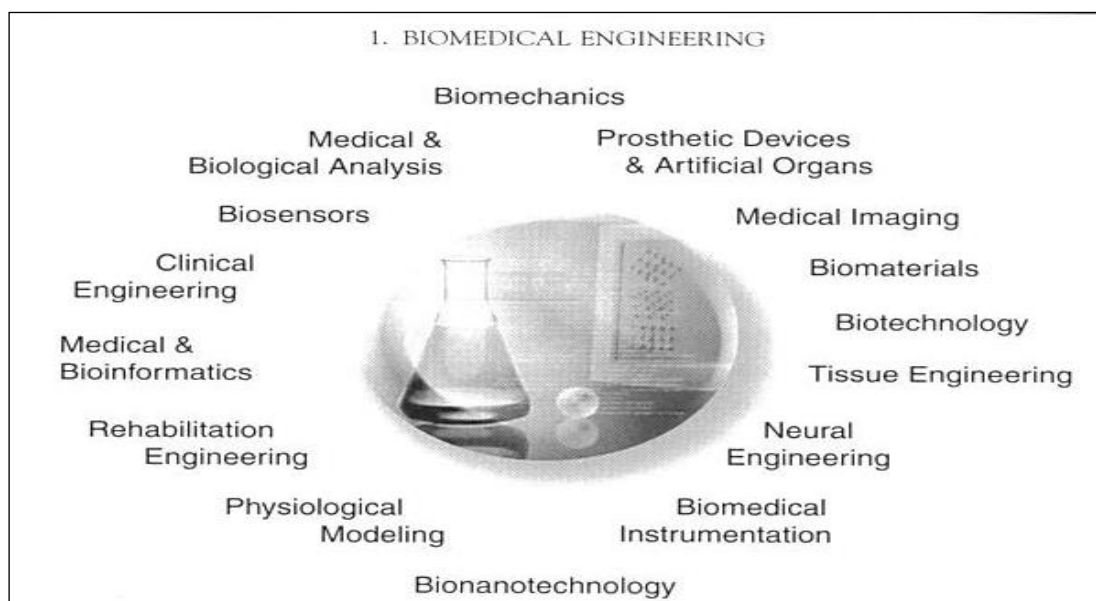 1. BIOMEDICAL ENGINEERING
Biomechanics
Medical &
Biological Analysis
Prosthetic Devices
& Artificial Organs
Biosensors
Medical Imaging
Clinical
Engineering
Biomaterials
Biotechnology
Medical &
Bioinformatics
Tissue Engineering
Rehabilitation
Engineering
Neural
Engineering
Physiological
Modeling
Biomedical
Instrumentation
Bionanotechnology